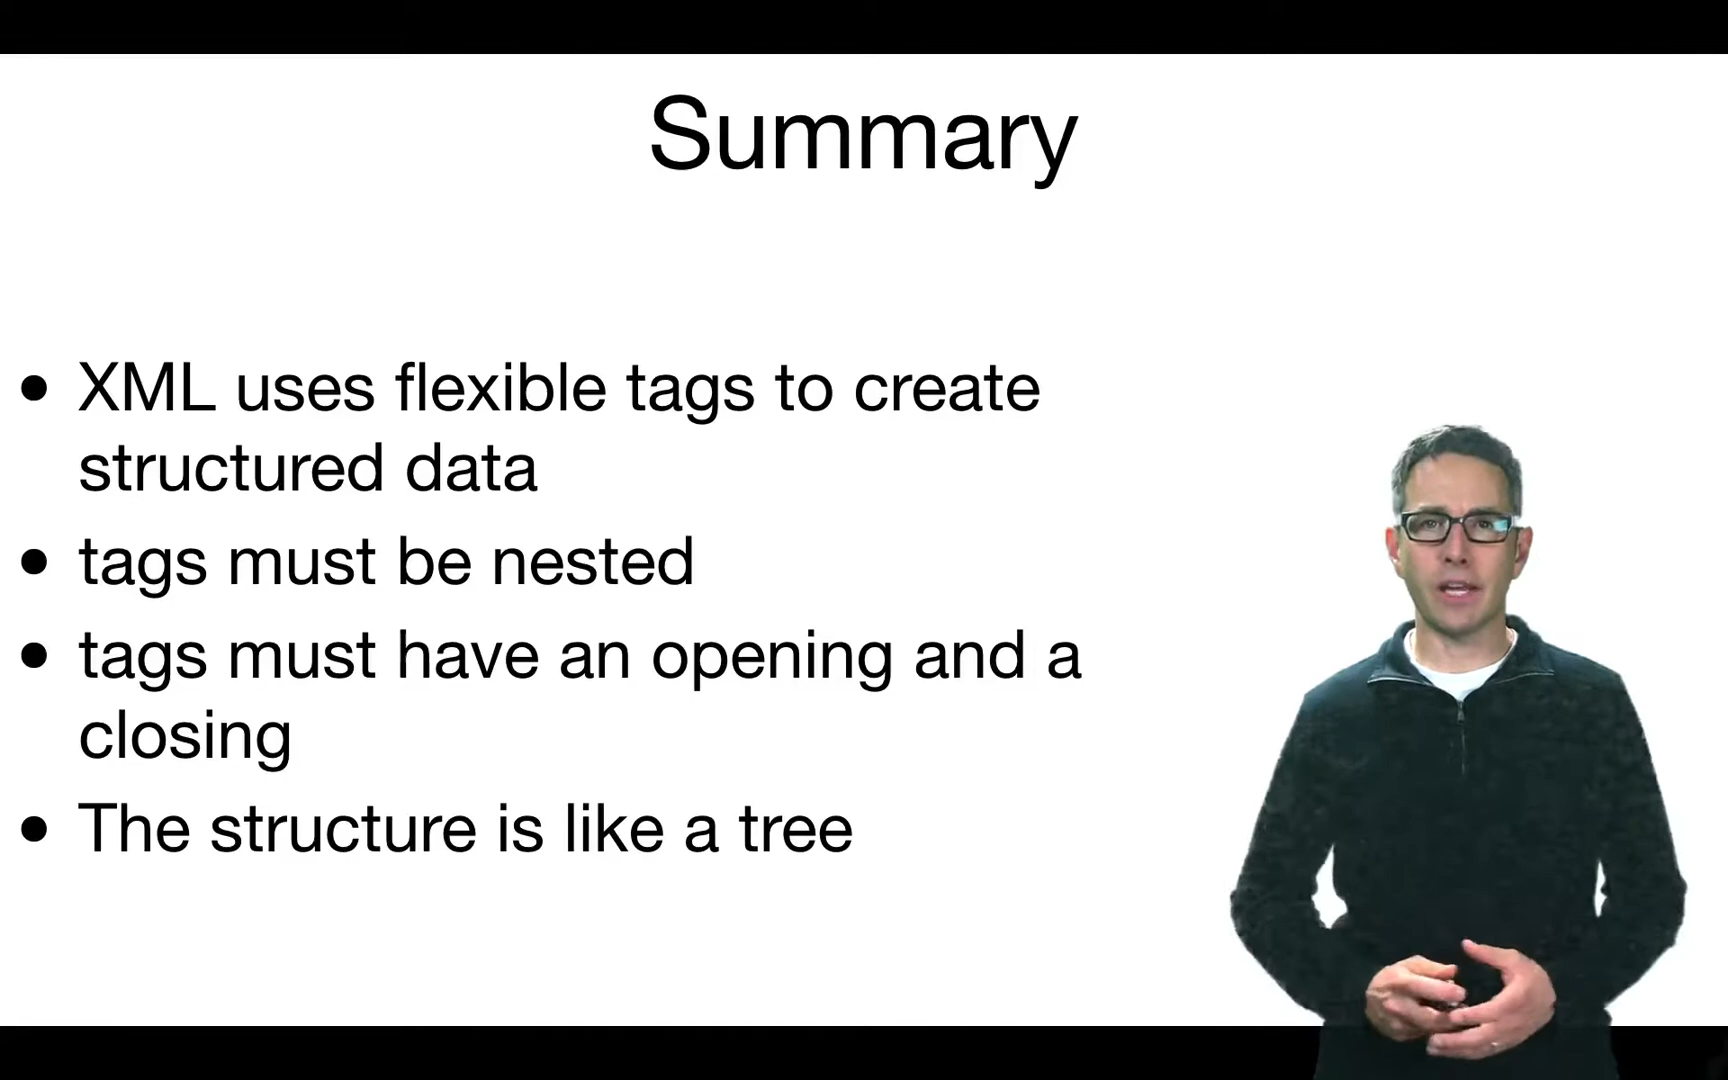 Summary
• XML uses flexible tags to create
structured data
• tags must be nested
• tags must have an opening and a
closing
• The structure is like a tree